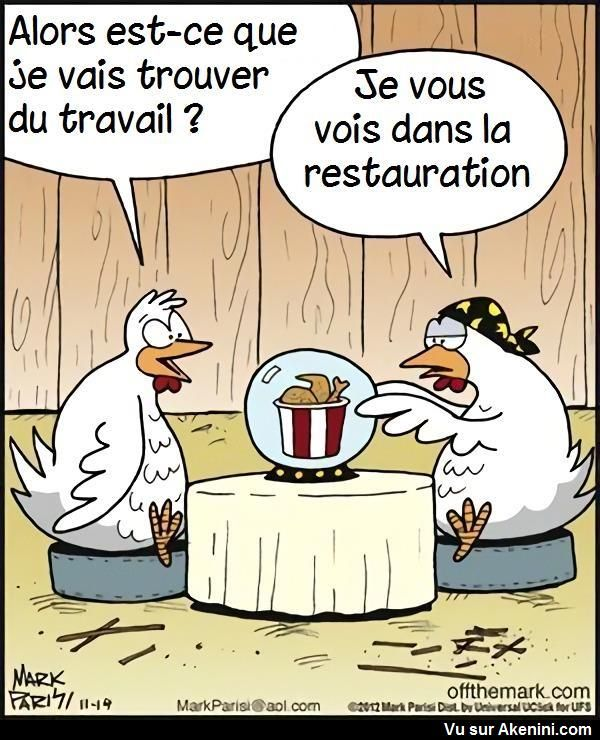 Alors est-ce que
je vais trouver
du travail ?
Je vous
vois dans la
restauration
MARK
PARISI 11-19
MarkParisi@aol.com
offthemark.com
©2012 Mark Parisi Dist. by Universal UClick for UFS
Vu sur Akenini.com